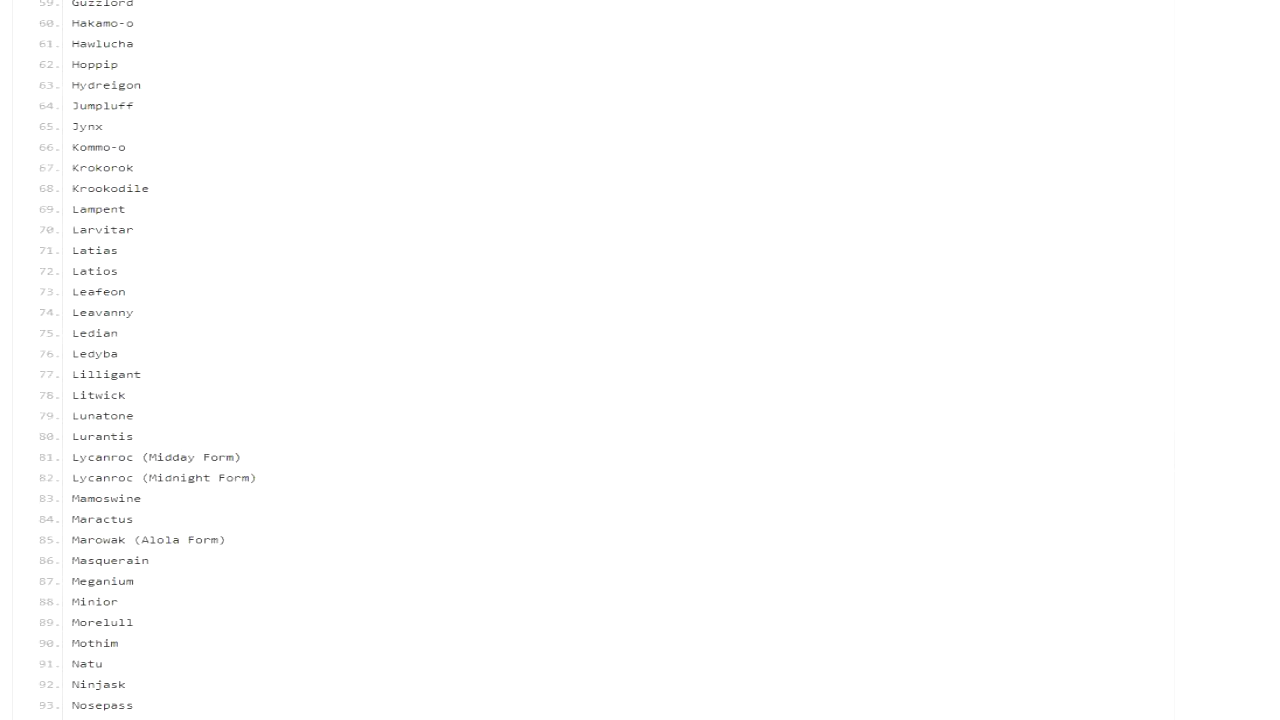 59. Guzzlord
60. Hakamo-o
61. Hawlucha
62. Hoppip
63. Hydreigon
64. Jumpluff
65. Jynx
66. Kommo-o
67. Krokorok
68. Krookodile
69. Lampent
70. Larvitar
71. Latias
72. Latios
73. Leafeon
74. Leavanny
75. Ledian
76. Ledyba
77. Lilligant
78. Litwick
79. Lunatone
80. Lurantis
81. Lycanroc (Midday Form)
82. Lycanroc (Midnight Form)
83. Mamoswine
84. Maractus
85. Marowak (Alola Form)
86. Masquerain
87. Meganium
88. Minior
89. Morelull
90. Mothim
91. Natu
92. Ninjask
93. Nosepass